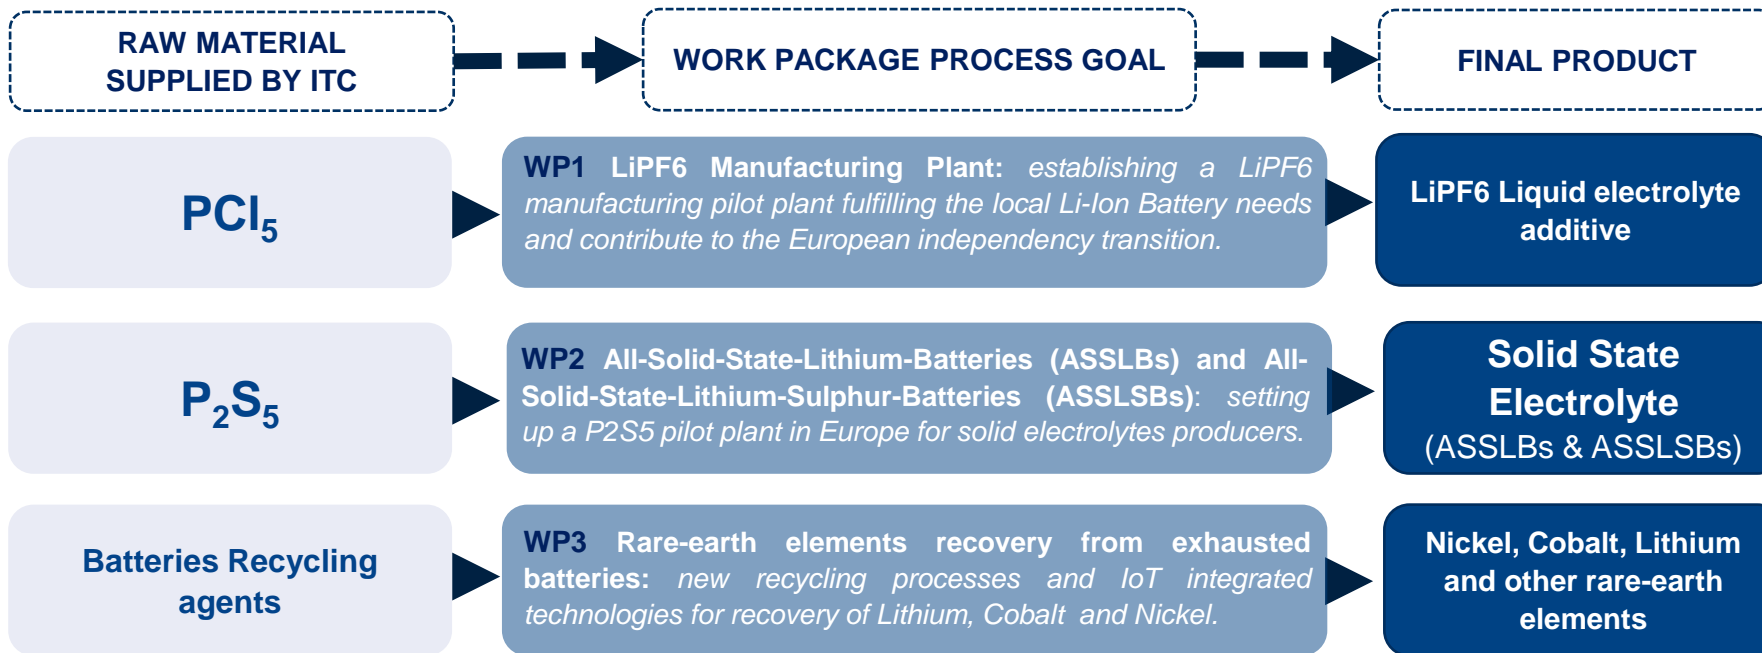 RAW MATERIAL
SUPPLIED BY ITC
WORK PACKAGE PROCESS GOAL
FINAL PRODUCT
PCl₅
WP1 LiPF6 Manufacturing Plant: establishing a LiPF6
manufacturing pilot plant fulfilling the local Li-Ion Battery needs
and contribute to the European independency transition.
LiPF6 Liquid electrolyte
additive
P₂S₅
WP2 All-Solid-State-Lithium-Batteries (ASSLBs) and All-
Solid-State-Lithium-Sulphur-Batteries (ASSLSBs): setting
up a P2S5 pilot plant in Europe for solid electrolytes producers.
Solid State
Electrolyte
(ASSLBs & ASSLSBs)
Batteries Recycling
agents
WP3 Rare-earth elements recovery from exhausted
batteries: new recycling processes and IoT integrated
technologies for recovery of Lithium, Cobalt and Nickel.
Nickel, Cobalt, Lithium
and other rare-earth
elements